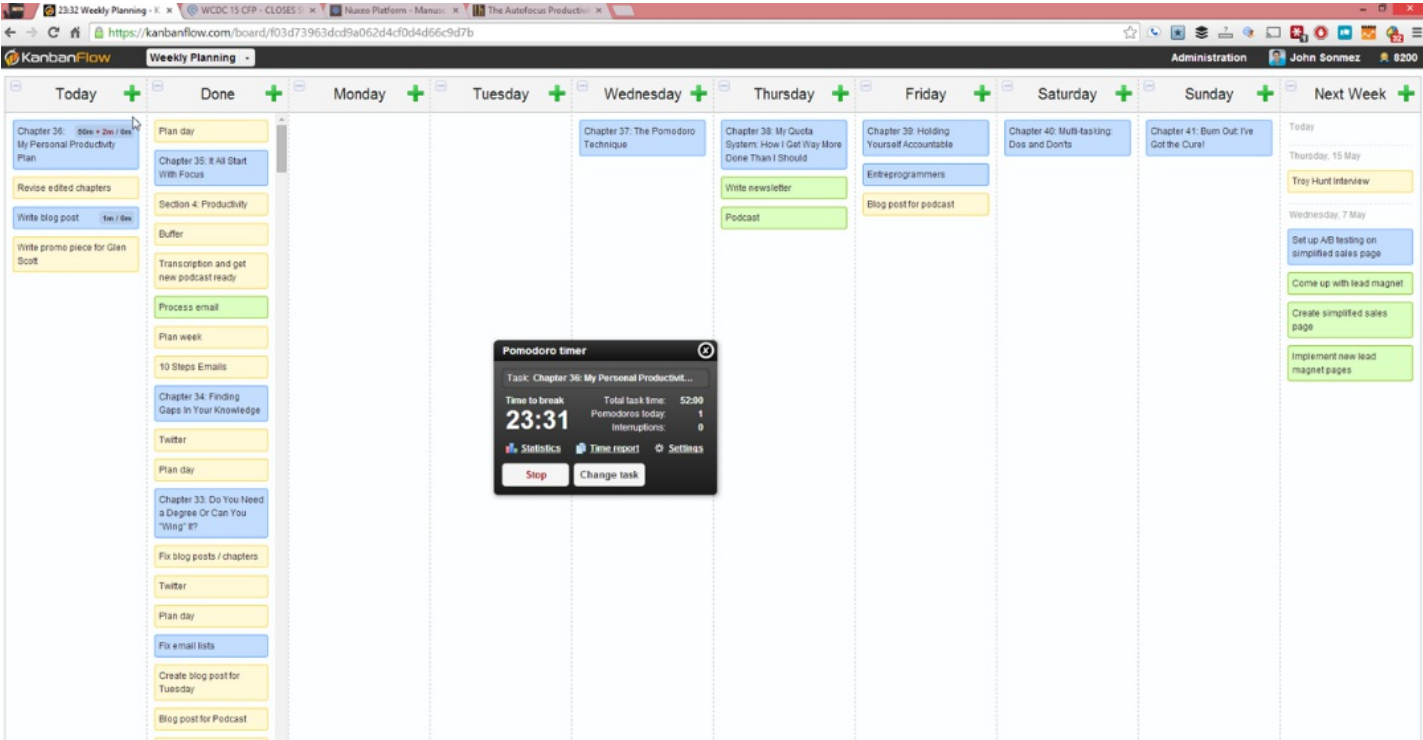 23:32 Weekly Planning - K
WCDC 15 CFP - CLOSES S
Nuxeo Platform - Manus
The Autofocus Productiv
https://kanbanflow.com/board/f03d73963dcd9a062d4cf0d4d66c9d7b
KanbanFlow
Weekly Planning
Administration
John Sonmez
8200
Today
Done
Monday
Tuesday
Wednesday
Thursday
Friday
Saturday
Sunday
Next Week
Chapter 36: 50m + 2m / 0m
My Personal Productivity
Plan
Revise edited chapters
Write blog post 1m / 0m
Write promo piece for Glen
Scott
Plan day
Chapter 35: It All Start
With Focus
Section 4: Productivity
Buffer
Transcription and get
new podcast ready
Process email
Plan week
10 Steps Emails
Chapter 34: Finding
Gaps In Your Knowledge
Twitter
Plan day
Chapter 33: Do You Need
a Degree Or Can You
"Wing" It?
Fix blog posts / chapters
Twitter
Plan day
Fix email lists
Create blog post for
Tuesday
Blog post for Podcast
Chapter 37: The Pomodoro
Technique
Chapter 38: My Quota
System: How I Get Way More
Done Than I Should
Write newsletter
Podcast
Chapter 39: Holding
Yourself Accountable
Entreprogrammers
Blog post for podcast
Chapter 40: Multi-tasking:
Dos and Don'ts
Chapter 41: Burn Out: I've
Got the Cure!
Today
Thursday, 15 May
Troy Hunt Interview
Wednesday, 7 May
Set up A/B testing on
simplified sales page
Come up with lead magnet
Create simplified sales
page
Implement new lead
magnet pages
Pomodoro timer
Task: Chapter 36: My Personal Productivit...
Time to break
23:31
Total task time: 52:00
Pomodoros today: 1
Interruptions: 0
Statistics
Time report
Settings
Stop
Change task